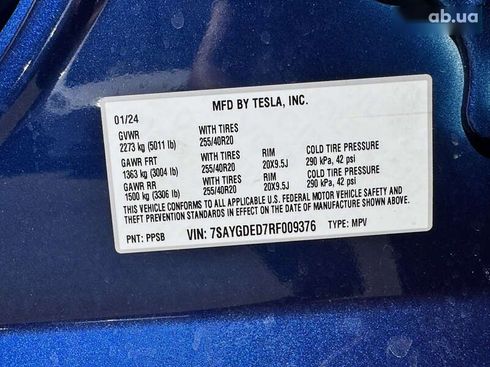 ab.ua
MFD BY TESLA, INC.
01/24
GVWR WITH TIRES
2273 kg (5011 lb) 255/40R20
GAWR FRT WITH TIRES RIM COLD TIRE PRESSURE
1363 kg (3004 lb) 255/40R20 20X9.5J 290 kPa, 42 psi
GAWR RR WITH TIRES RIM COLD TIRE PRESSURE
1500 kg (3306 lb) 255/40R20 20X9.5J 290 kPa, 42 psi
THIS VEHICLE CONFORMS TO ALL APPLICABLE U.S. FEDERAL MOTOR VEHICLE SAFETY AND
THEFT PREVENTION STANDARDS IN EFFECT ON THE DATE OF MANUFACTURE SHOWN ABOVE.
PNT: PPSB VIN: 7SAYGDED7RF009376 TYPE: MPV